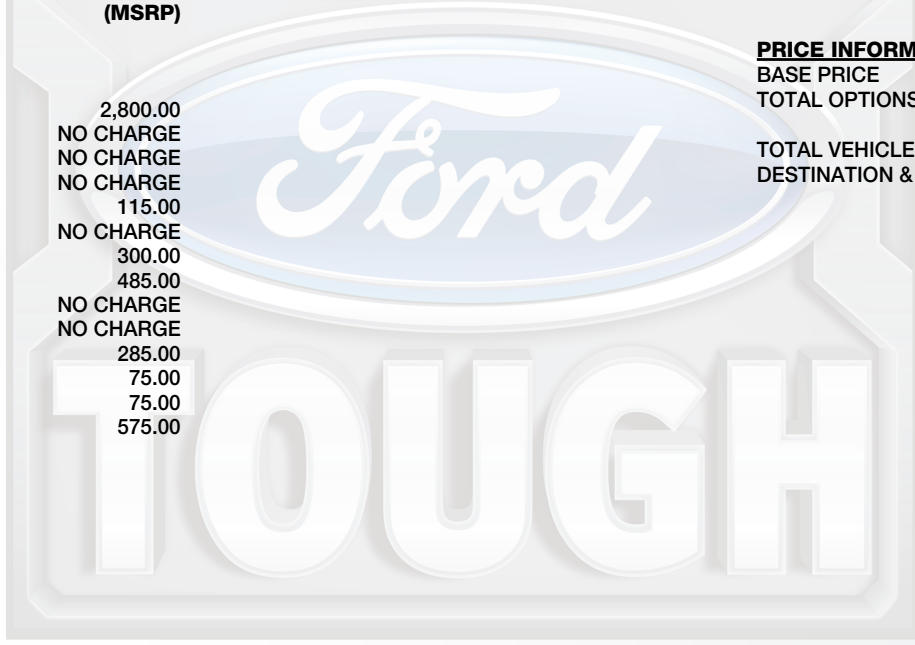 (MSRP)
2,800.00
NO CHARGE
NO CHARGE
NO CHARGE
115.00
NO CHARGE
300.00
485.00
NO CHARGE
NO CHARGE
285.00
75.00
75.00
575.00
PRICE INFORM
BASE PRICE
TOTAL OPTIONS
TOTAL VEHICLE
DESTINATION &
Ford
TOUGH